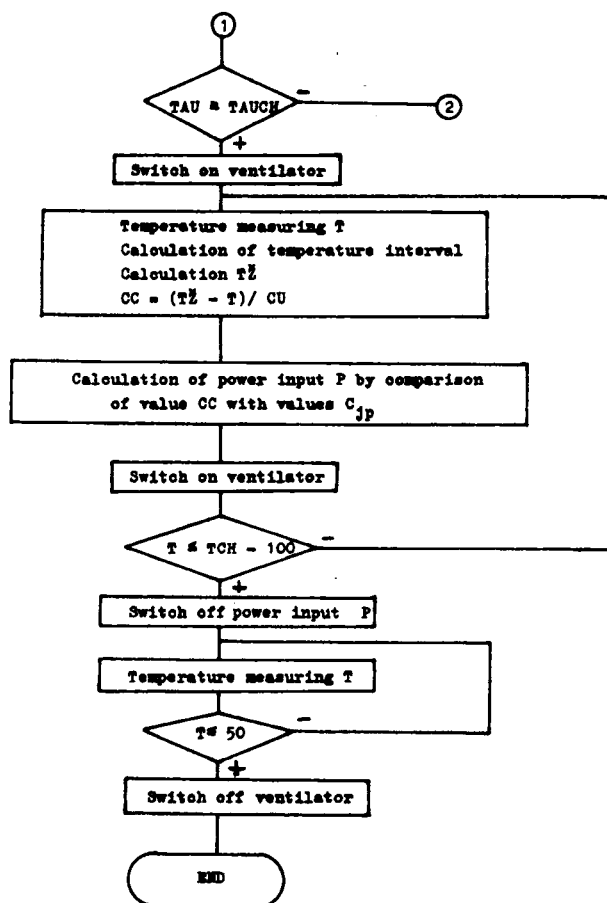 1
TAU = TAUCH
-
2
+
Switch on ventilator
Temperature measuring T
Calculation of temperature interval
Calculation TŽ
CC = (TŽ - T)/ CU
Calculation of power input P by comparison
of value CC with values Cjp
Switch on ventilator
T ≤ TCH - 100
-
+
Switch off power input P
Temperature measuring T
T ≤ 50
-
+
Switch off ventilator
END